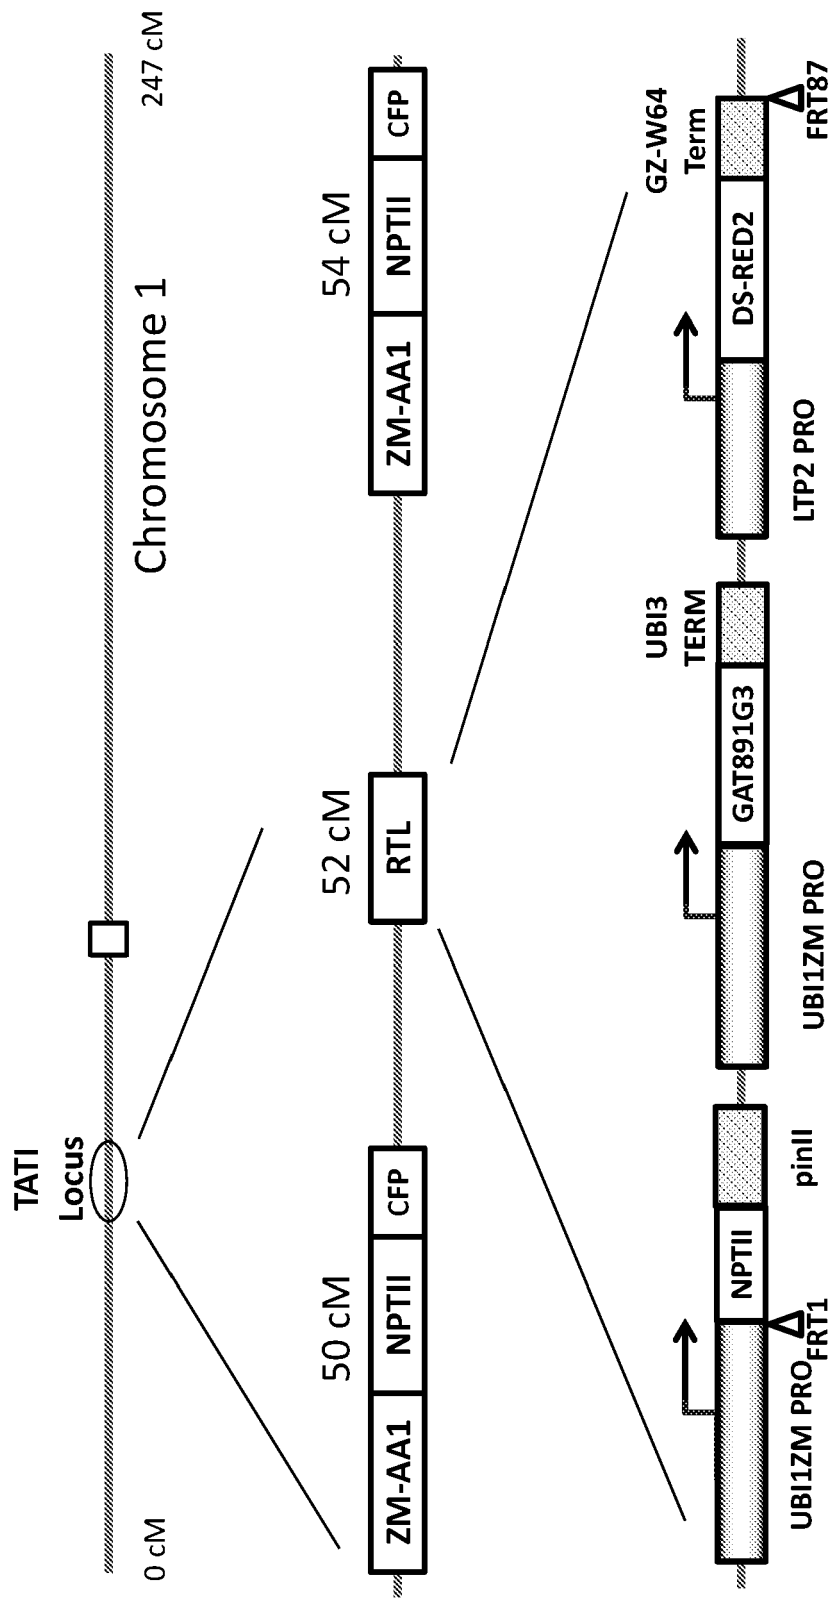 TATI
Locus
0 cM
247 cM
Chromosome 1
50 cM
52 cM
54 cM
ZM-AA1
NPTII
CFP
RTL
ZM-AA1
NPTII
CFP
UBI3
TERM
GZ-W64
Term
NPTII
GAT891G3
DS-RED2
UBI1ZM PRO
FRT1
pinII
UBI1ZM PRO
LTP2 PRO
FRT87